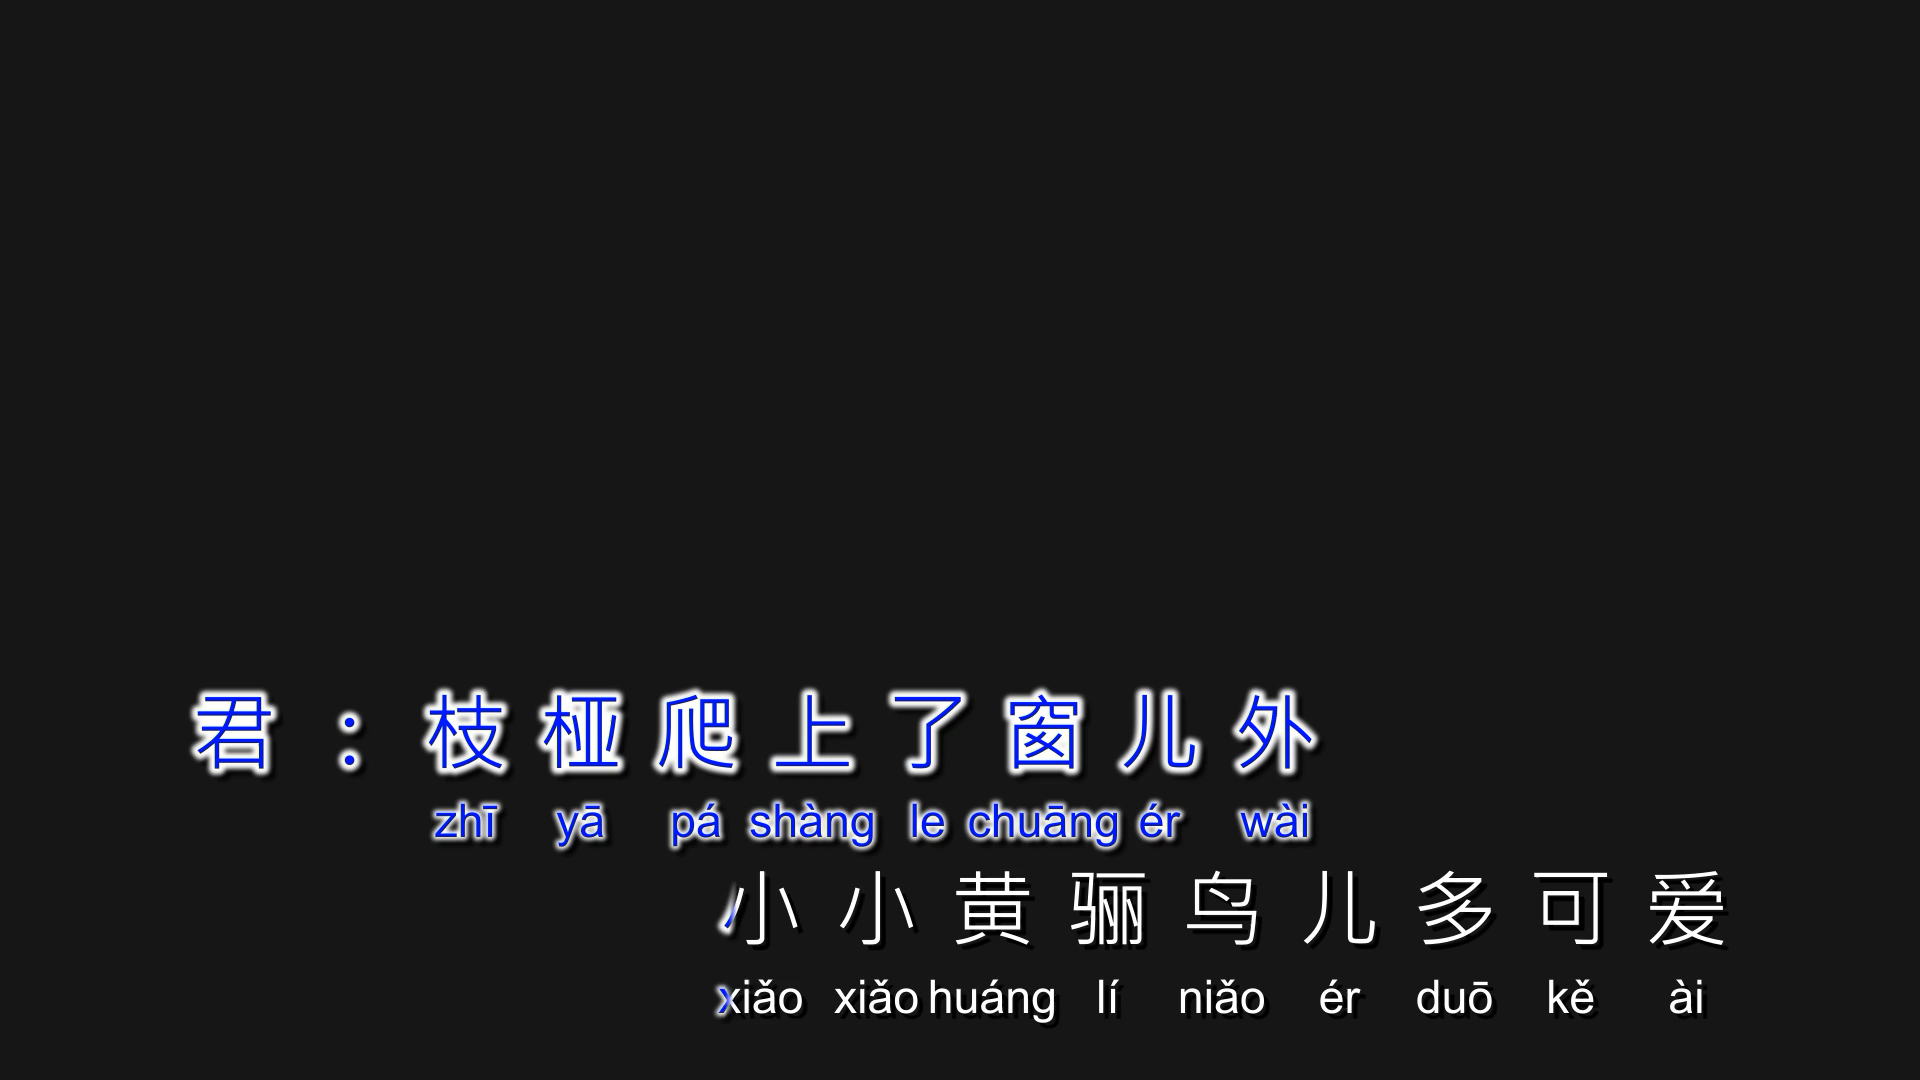 君：枝桠爬上了窗儿外
zhī yā pá shàng le chuāng ér wài
小小黄骊鸟儿多可爱
xiǎo xiǎo huáng lí niǎo ér duō kě ài